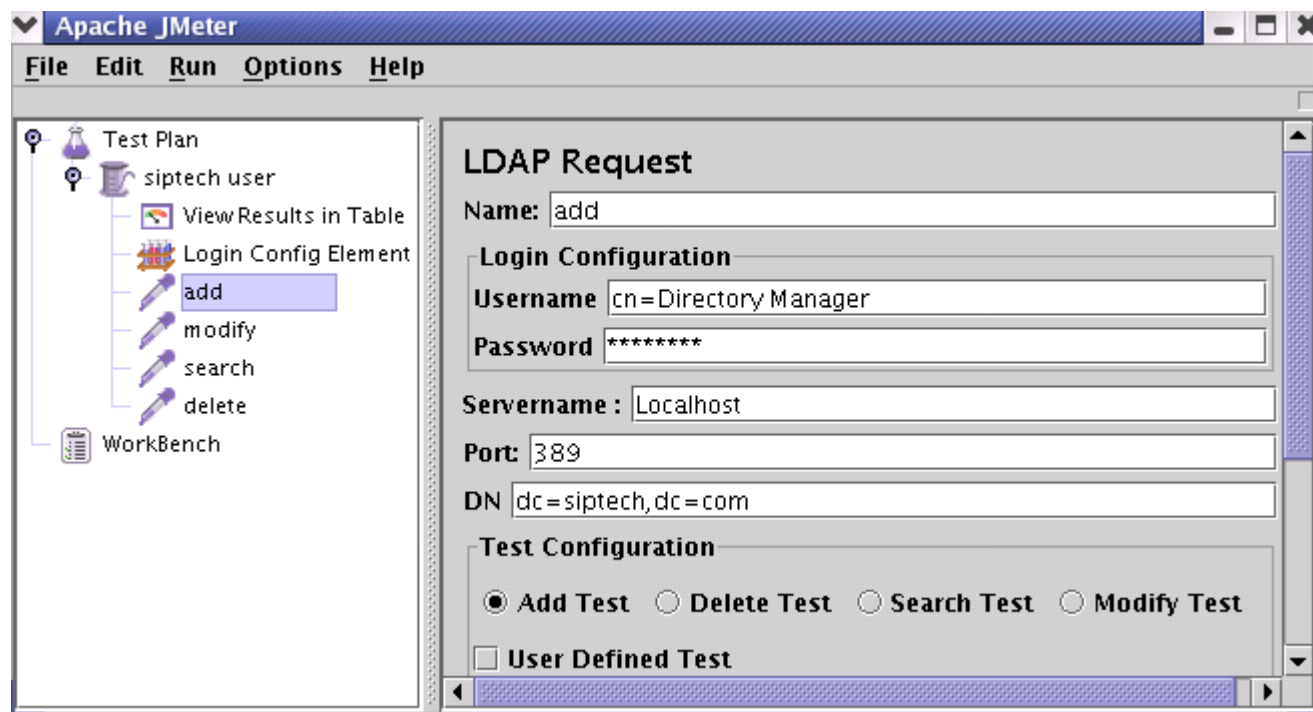 Apache JMeter
File Edit Run Options Help
Test Plan
siptech user
View Results in Table
Login Config Element
add
modify
search
delete
WorkBench
LDAP Request
Name: add
Login Configuration
Username cn=Directory Manager
Password ********
Servername : Localhost
Port: 389
DN dc=siptech,dc=com
Test Configuration
Add Test Delete Test Search Test Modify Test
User Defined Test